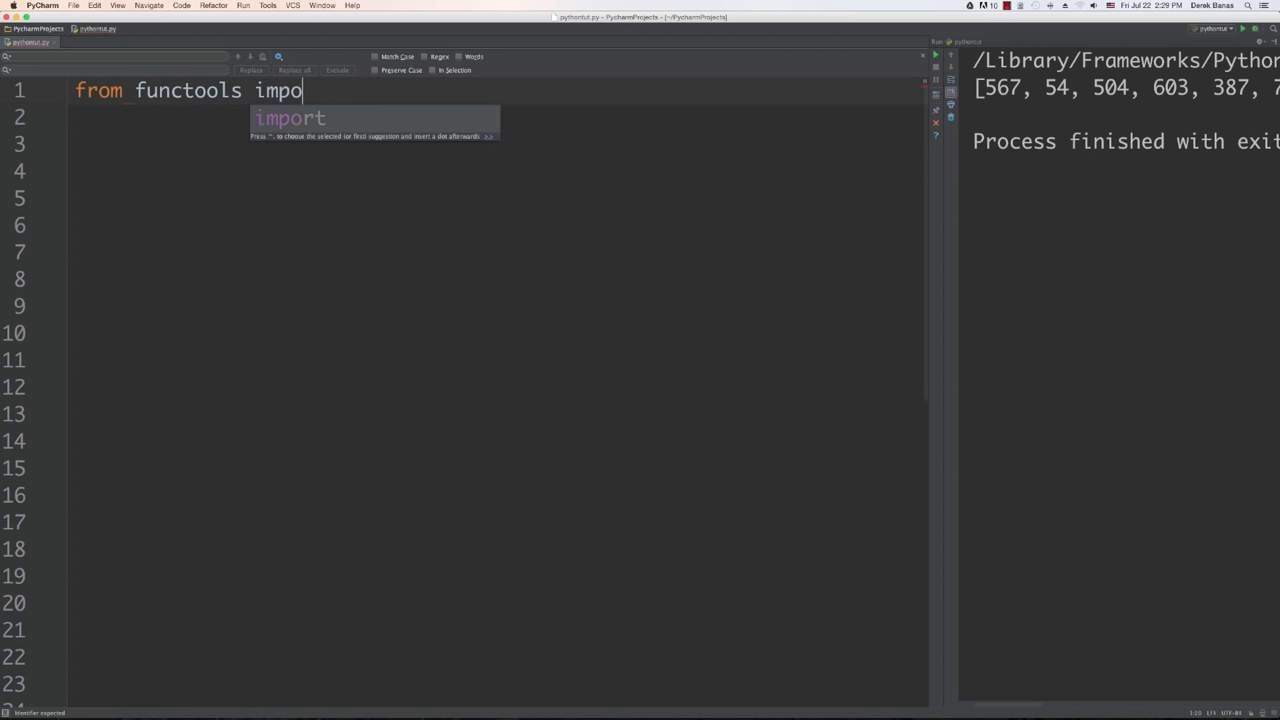 PyCharm File Edit View Navigate Code Refactor Run Tools VCS Window Help 10 Fri Jul 22 2:29 PM Derek Banas
pythontut.py - PycharmProjects - [~/PycharmProjects]
PycharmProjects pythontut.py pythontut
pythontut.py Run pythontut
Match Case Regex Words
Replace Replace all Exclude Preserve Case In Selection
/Library/Frameworks/Python
[567, 54, 504, 603, 387, 7
Process finished with exit
1 from functools impo
import
Press ^. to choose the selected (or first) suggestion and insert a dot afterwards >>
2
3
4
5
6
7
8
9
10
11
12
13
14
15
16
17
18
19
20
21
22
23
24
Identifier expected 1:20 LF÷ UTF-8÷